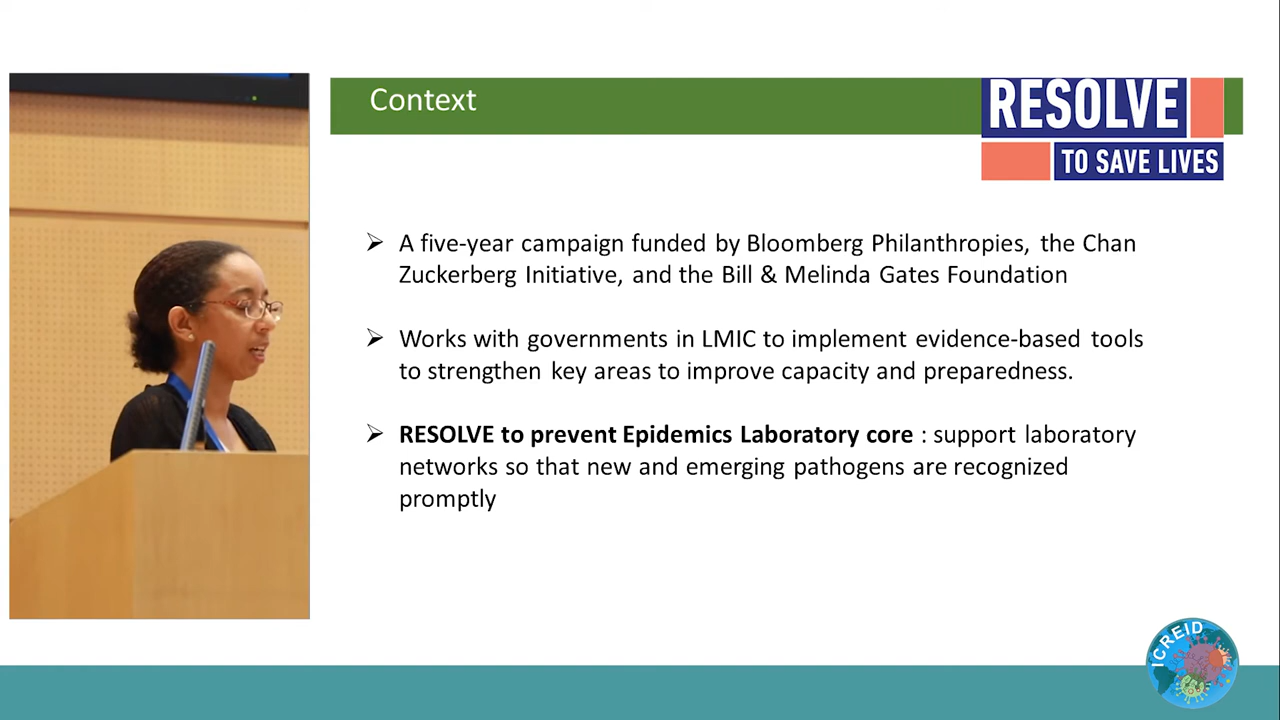 Context
RESOLVE
TO SAVE LIVES
A five-year campaign funded by Bloomberg Philanthropies, the Chan
Zuckerberg Initiative, and the Bill & Melinda Gates Foundation
Works with governments in LMIC to implement evidence-based tools
to strengthen key areas to improve capacity and preparedness.
RESOLVE to prevent Epidemics Laboratory core : support laboratory
networks so that new and emerging pathogens are recognized
promptly
ICREID